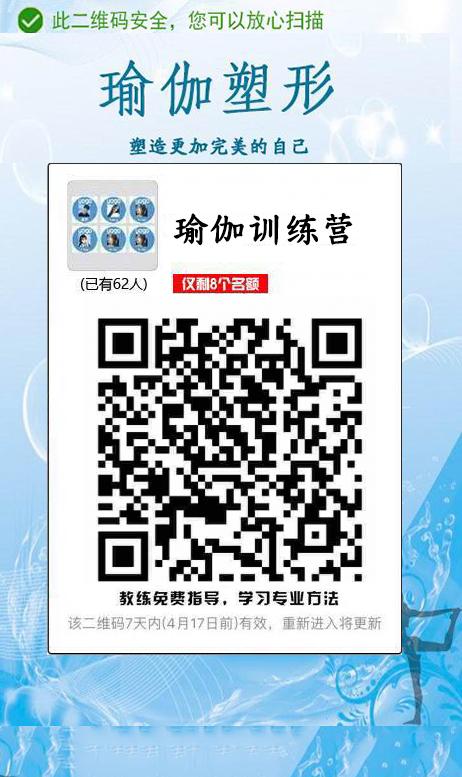 此二维码安全，您可以放心扫描
瑜伽塑形
塑造更加完美的自己
瑜伽训练营
(已有62人)
仅剩8个名额
教练免费指导，学习专业方法
该二维码7天内(4月17日前)有效，重新进入将更新